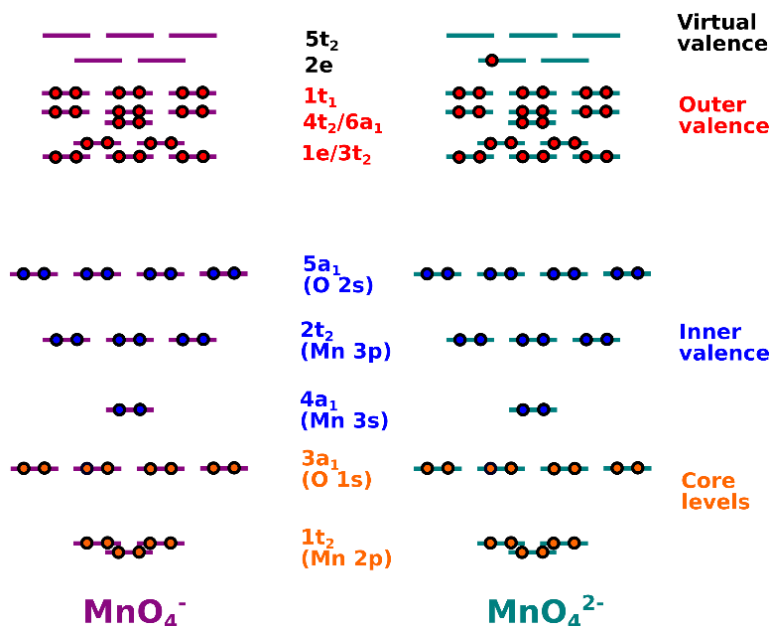 5t₂
Virtual
valence
2e
1t₁
4t₂/6a₁
1e/3t₂
Outer
valence
5a₁
(O 2s)
2t₂
(Mn 3p)
Inner
valence
4a₁
(Mn 3s)
3a₁
(O 1s)
Core
levels
1t₂
(Mn 2p)
MnO₄⁻
MnO₄²⁻